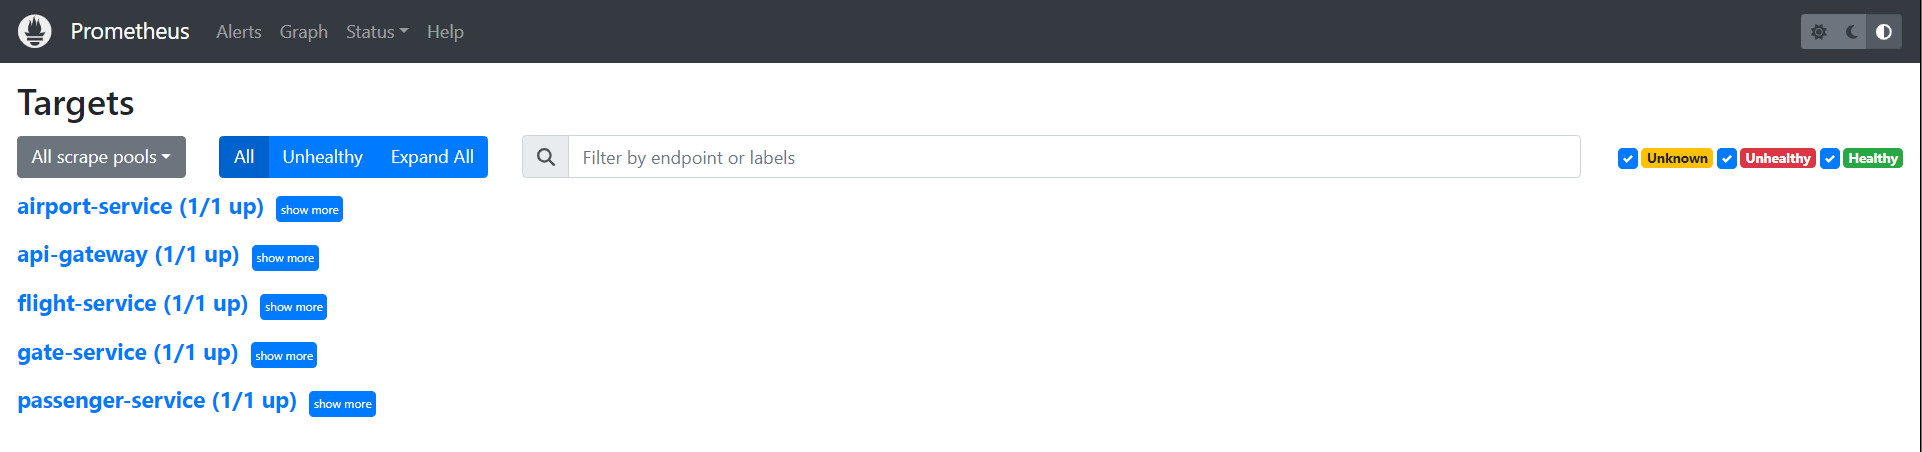 Prometheus Alerts Graph Status Help
Targets
All scrape pools All Unhealthy Expand All Filter by endpoint or labels Unknown Unhealthy Healthy
airport-service (1/1 up) show more
api-gateway (1/1 up) show more
flight-service (1/1 up) show more
gate-service (1/1 up) show more
passenger-service (1/1 up) show more